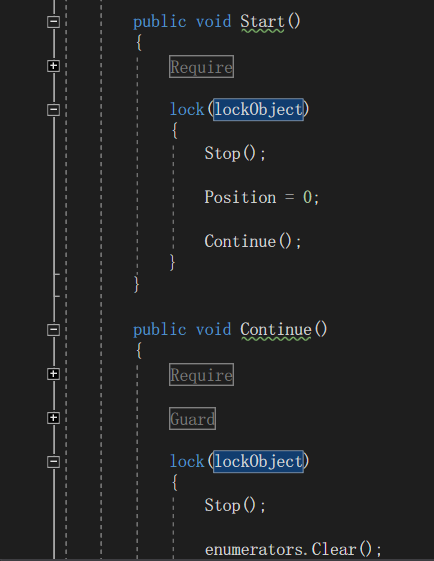 public void Start()
{
Require
lock(lockObject)
{
Stop();
Position = 0;
Continue();
}
}
public void Continue()
{
Require
Guard
lock(lockObject)
{
Stop();
enumerators.Clear();